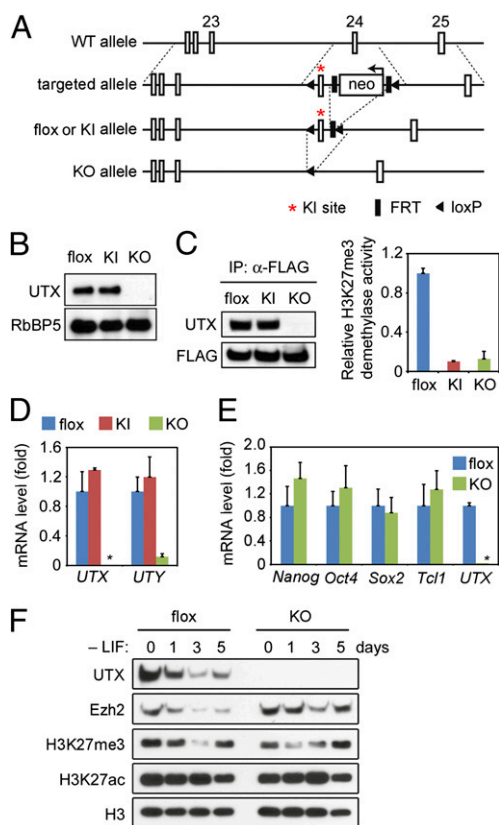 A
23 24 25
WT allele
targeted allele
* neo
flox or KI allele
*
KO allele
* KI site FRT loxP
B
flox KI KO
UTX
RbBP5
C
IP: α-FLAG
flox KI KO
UTX
FLAG
Relative H3K27me3
demethylase activity
1.2
0.8
0.4
0
flox KI KO
D
flox KI KO
mRNA level (fold)
1.6
1.2
0.8
0.4
0
*
UTX UTY
E
mRNA level (fold)
2.0
1.6
1.2
0.8
0.4
0
flox
KO
*
Nanog Oct4 Sox2 Tcl1 UTX
F
flox KO
– LIF: 0 1 3 5 0 1 3 5 days
UTX
Ezh2
H3K27me3
H3K27ac
H3